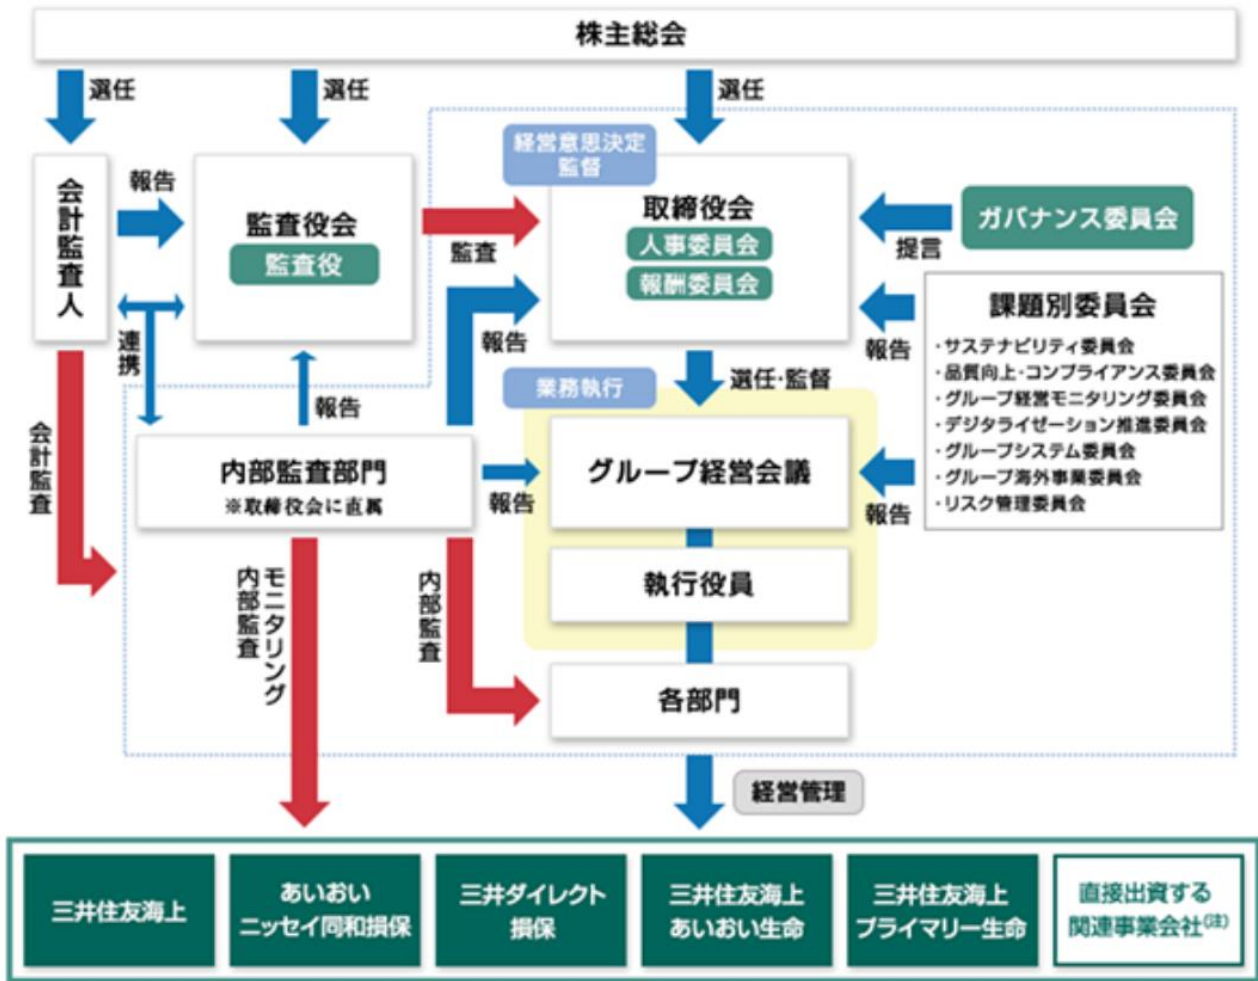 株主総会
選任
選任
選任
会計監査人
報告
監査役会
監査役
監査
経営意思決定
監督
取締役会
人事委員会
報酬委員会
提言
ガバナンス委員会
連携
報告
報告
報告
課題別委員会
・サステナビリティ委員会
・品質向上・コンプライアンス委員会
・グループ経営モニタリング委員会
・デジタライゼーション推進委員会
・グループシステム委員会
・グループ海外事業委員会
・リスク管理委員会
業務執行
選任・監督
会計監査
内部監査部門
※取締役会に直属
報告
グループ経営会議
報告
執行役員
モニタリング
内部監査
内部監査
各部門
経営管理
三井住友海上
あいおい
ニッセイ同和損保
三井ダイレクト
損保
三井住友海上
あいおい生命
三井住友海上
プライマリー生命
直接出資する
関連事業会社(注)